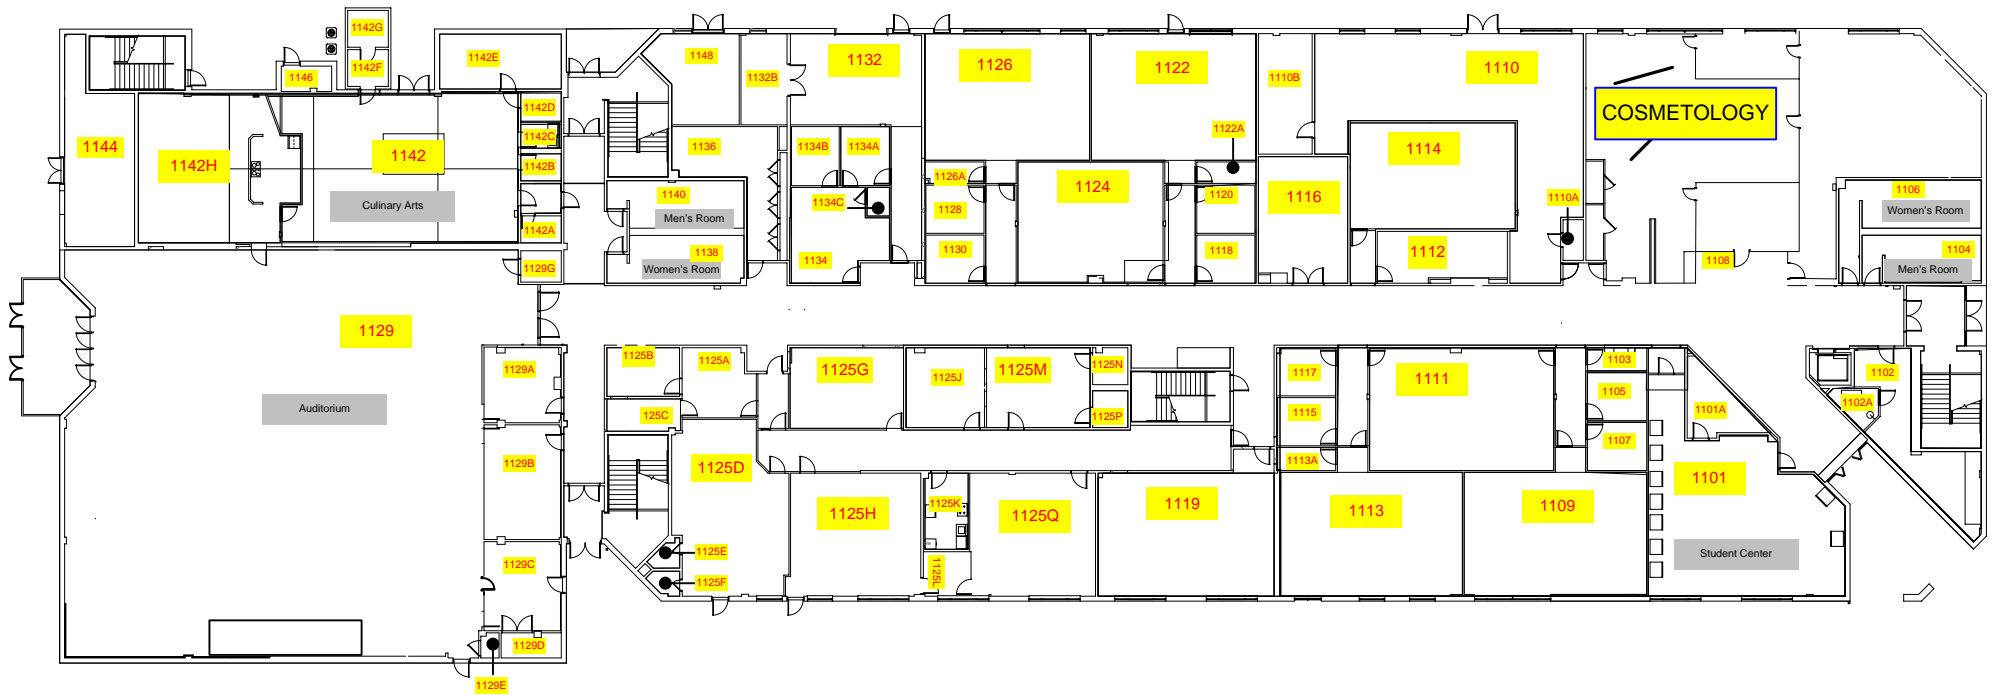 1142G
1142F
1146
1142E
1148
1132B
1132
1126
1122
1110B
1110
COSMETOLOGY
1144
1142H
1142
Culinary Arts
1142D
1142C
1142B
1142A
1136
1134B
1134A
1134C
1134
1140
Men's Room
1138
Women's Room
1126A
1128
1130
1124
1122A
1120
1118
1116
1114
1112
1110A
1108
1106
Women's Room
1104
Men's Room
1129G
1129
Auditorium
1129A
1129B
1129C
1129D
1129E
1125B
1125A
125C
1125D
1125E
1125F
1125G
1125H
1125J
1125K
1125L
1125M
1125N
1125P
1125Q
1119
1117
1115
1113A
1113
1111
1109
1103
1105
1107
1101A
1101
Student Center
1102
1102A